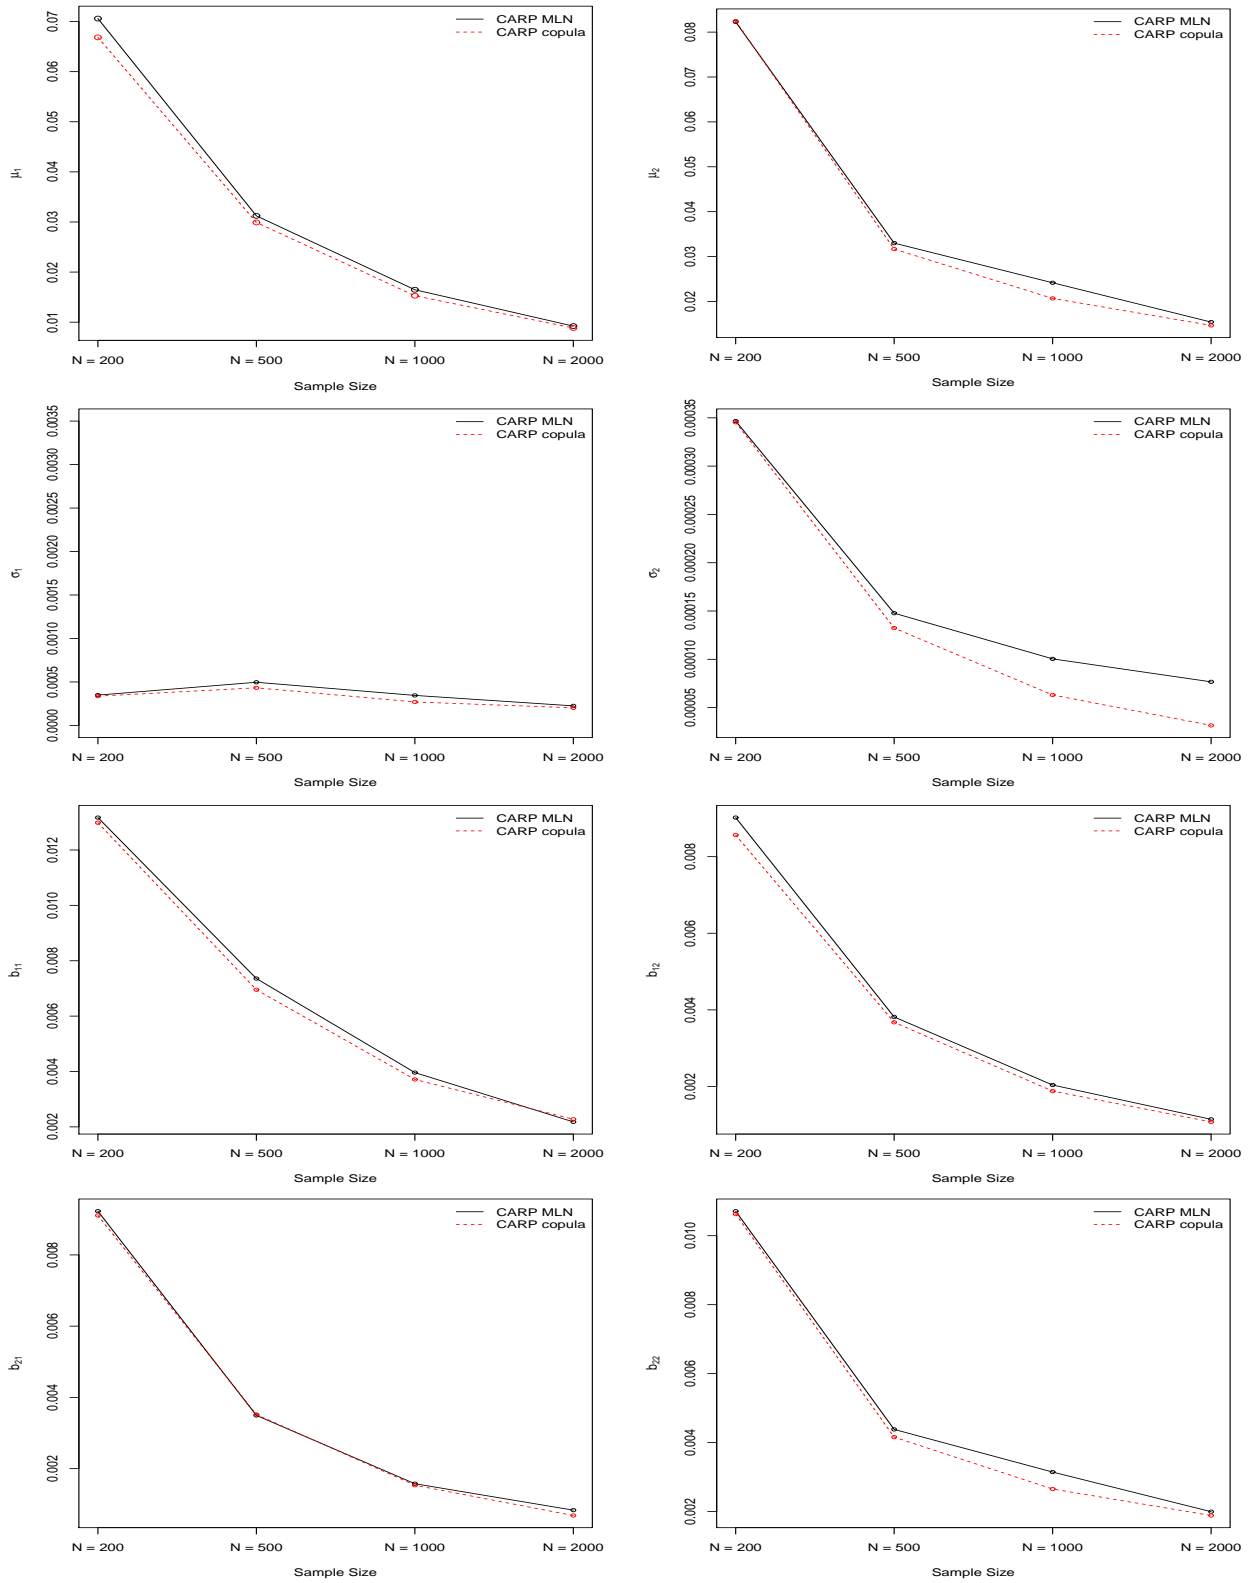 CARP MLN
CARP copula
0.07
0.06
0.05
0.04
0.03
0.02
0.01
μ1
N = 200
N = 500
N = 1000
N = 2000
Sample Size
CARP MLN
CARP copula
0.08
0.07
0.06
0.05
0.04
0.03
0.02
μ2
N = 200
N = 500
N = 1000
N = 2000
Sample Size
CARP MLN
CARP copula
0.0035
0.0030
0.0025
0.0020
0.0015
0.0010
0.0005
0.0000
σ1
N = 200
N = 500
N = 1000
N = 2000
Sample Size
CARP MLN
CARP copula
0.00035
0.00030
0.00025
0.00020
0.00015
0.00010
0.00005
σ2
N = 200
N = 500
N = 1000
N = 2000
Sample Size
CARP MLN
CARP copula
0.012
0.010
0.008
0.006
0.004
0.002
b11
N = 200
N = 500
N = 1000
N = 2000
Sample Size
CARP MLN
CARP copula
0.008
0.006
0.004
0.002
b12
N = 200
N = 500
N = 1000
N = 2000
Sample Size
CARP MLN
CARP copula
0.008
0.006
0.004
0.002
b21
N = 200
N = 500
N = 1000
N = 2000
Sample Size
CARP MLN
CARP copula
0.010
0.008
0.006
0.004
0.002
b22
N = 200
N = 500
N = 1000
N = 2000
Sample Size